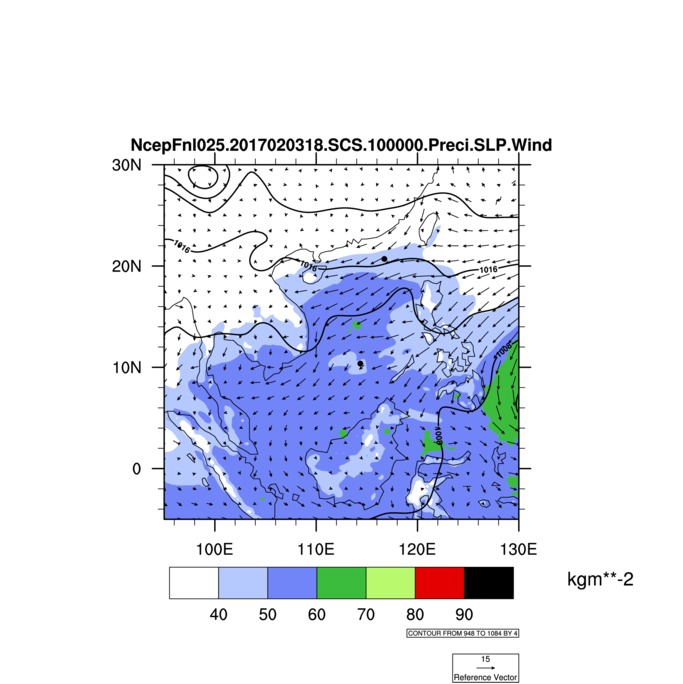 NcepFnl025.2017020318.SCS.100000.Preci.SLP.Wind
30N
1016
1016
1016
20N
1008
10N
1008
0
100E 110E 120E 130E
kgm**-2
40 50 60 70 80 90
CONTOUR FROM 948 TO 1084 BY 4
15
Reference Vector